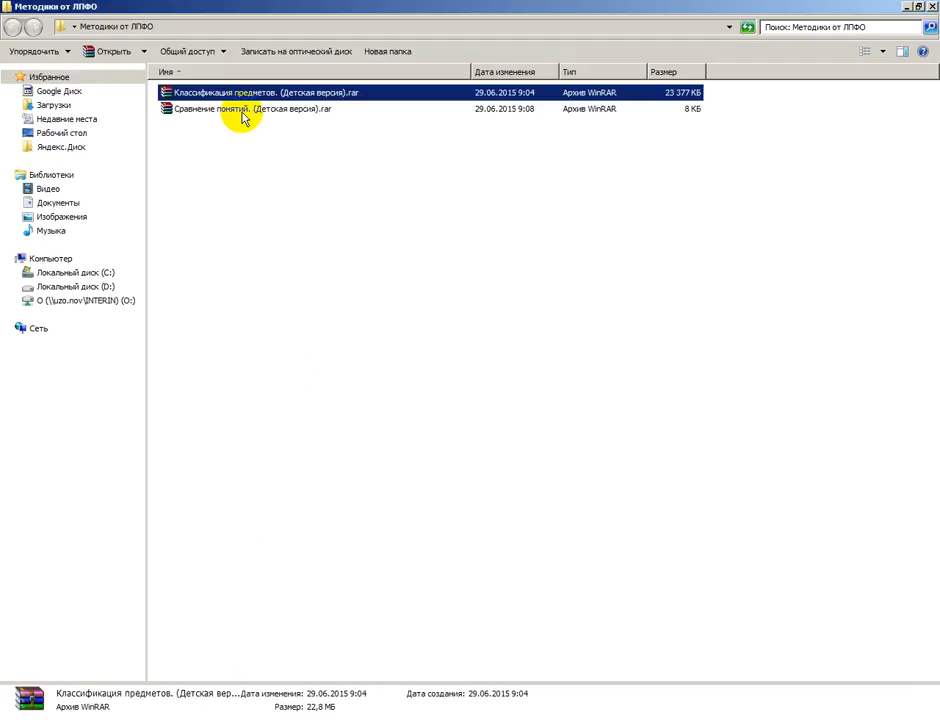 Методики от ЛПФО
Методики от ЛПФО
Поиск: Методики от ЛПФО
Упорядочить Открыть Общий доступ Записать на оптический диск Новая папка
Имя Дата изменения Тип Размер
Избранное
Google Диск
Загрузки
Недавние места
Рабочий стол
Яндекс.Диск
Библиотеки
Видео
Документы
Изображения
Музыка
Компьютер
Локальный диск (C:)
Локальный диск (D:)
O (\\uzo.nov\INTERIN) (O:)
Сеть
Классификация предметов. (Детская версия).rar 29.06.2015 9:04 Архив WinRAR 23 377 КБ
Сравнение понятий. (Детская версия).rar 29.06.2015 9:08 Архив WinRAR 8 КБ
Классификация предметов. (Детская вер... Дата изменения: 29.06.2015 9:04 Дата создания: 29.06.2015 9:04
Архив WinRAR Размер: 22,8 МБ